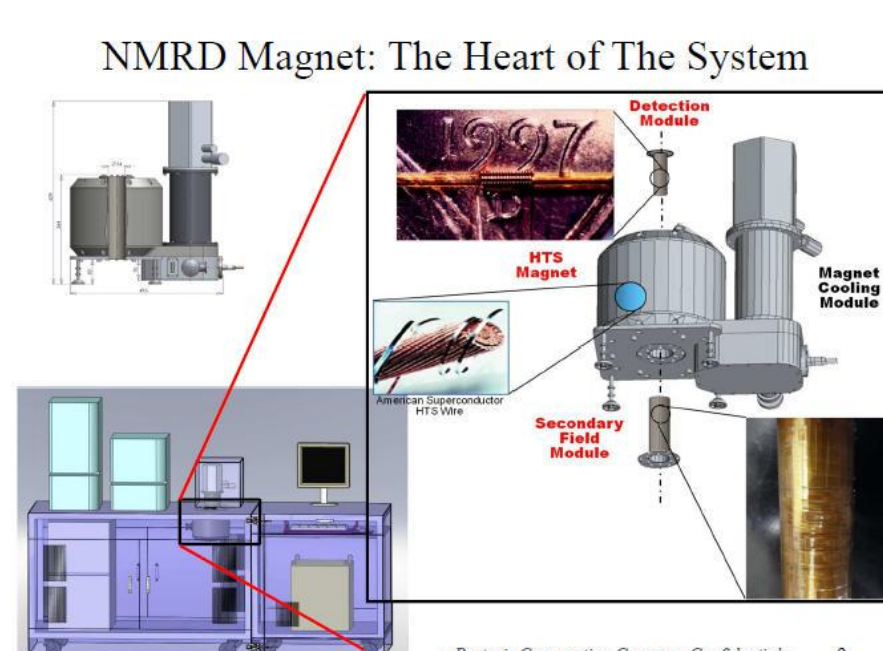 NMRD Magnet: The Heart of The System
Detection
Module
1997
HTS
Magnet
Magnet
Cooling
Module
American Superconductor
HTS Wire
Secondary
Field
Module